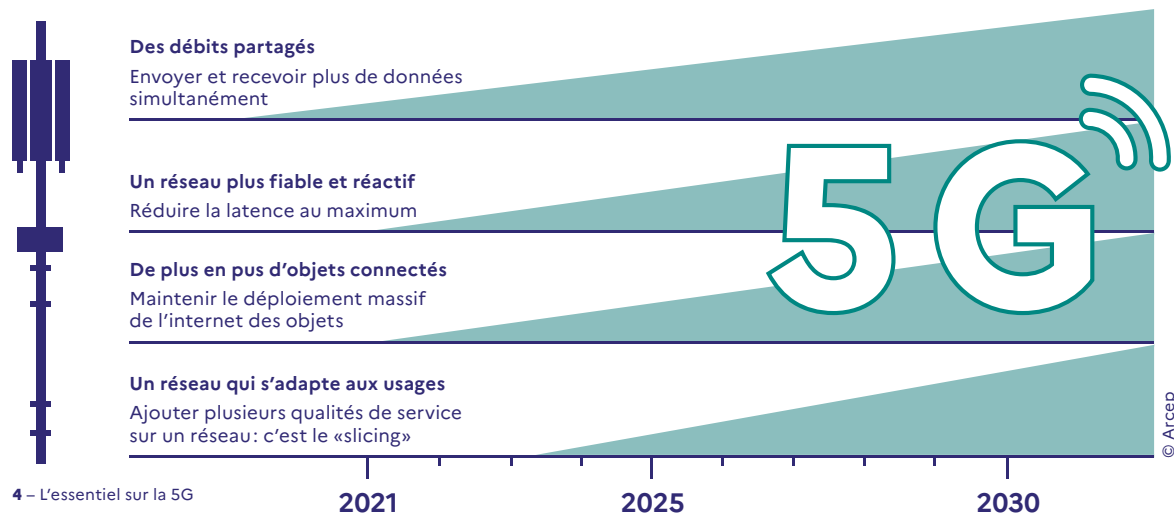 Des débits partagés
Envoyer et recevoir plus de données
simultanément
Un réseau plus fiable et réactif
Réduire la latence au maximum
De plus en pus d’objets connectés
Maintenir le déploiement massif
de l’internet des objets
Un réseau qui s’adapte aux usages
Ajouter plusieurs qualités de service
sur un réseau : c’est le «slicing»
5G
© Arcep
2021 2025 2030
4 – L’essentiel sur la 5G